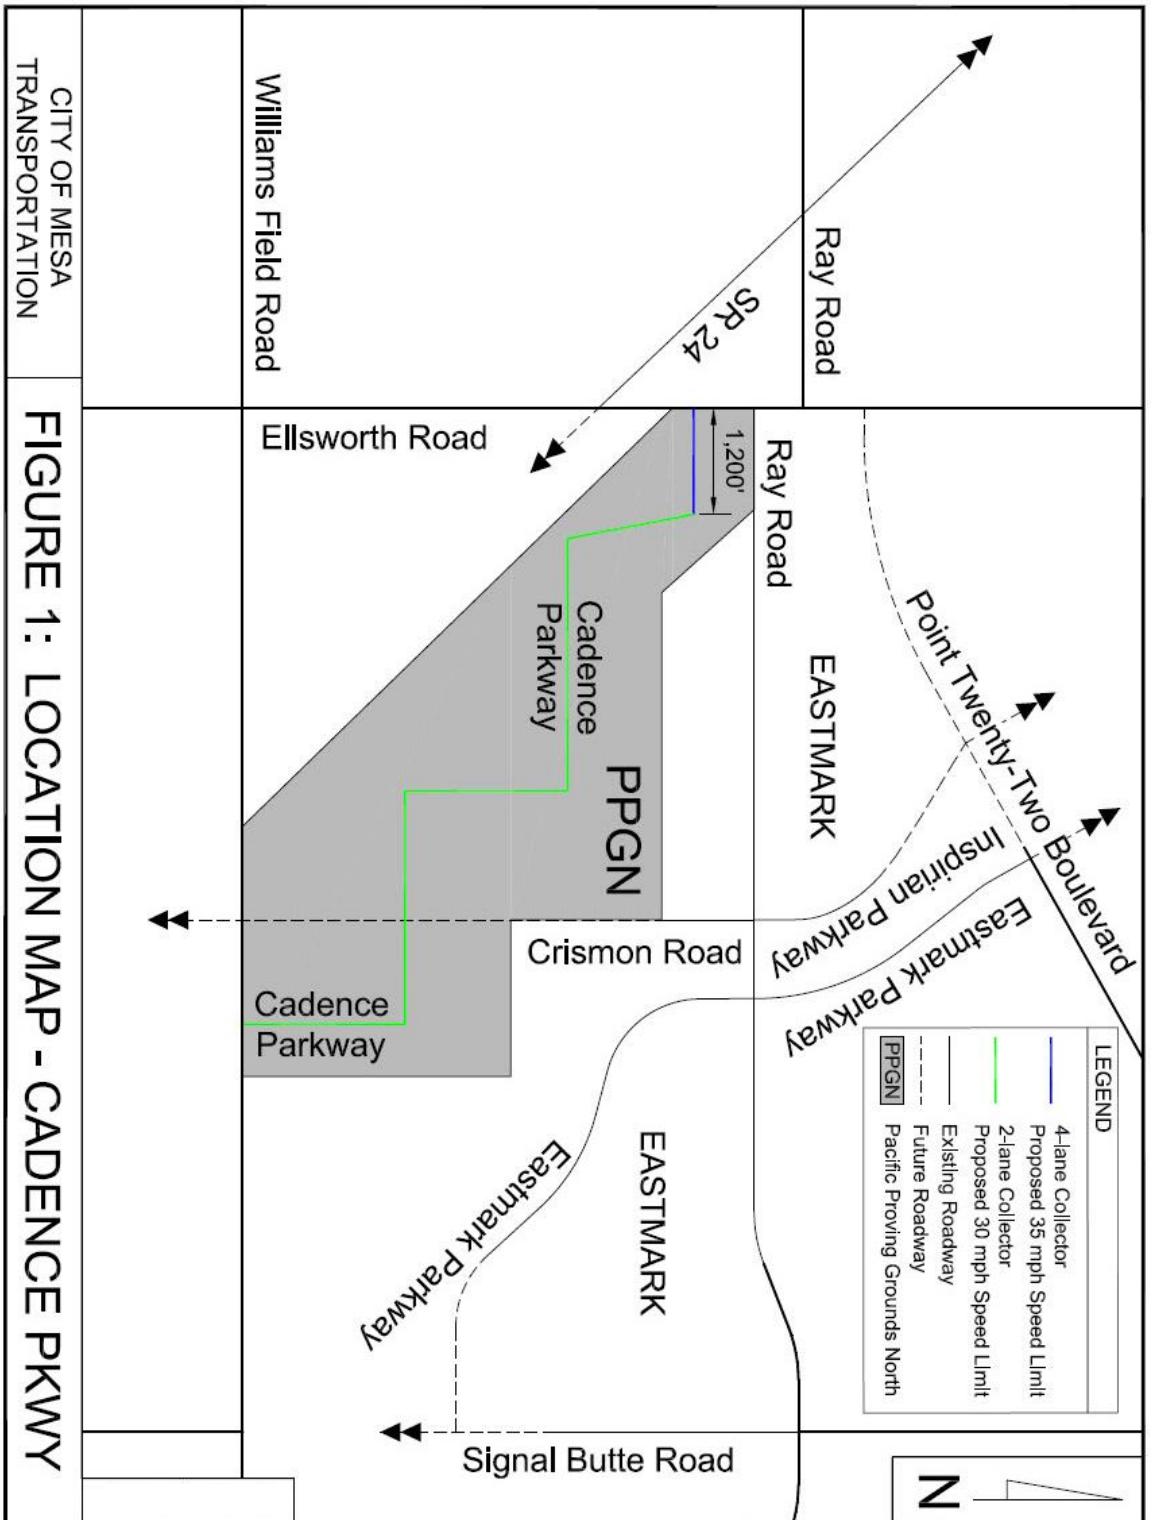 Ray Road
SR 24
Williams Field Road
Ellsworth Road
Ray Road
1,200'
Point Twenty-Two Boulevard
EASTMARK
Cadence
Parkway
PPGN
Inspirian Parkway
Eastmark Parkway
Crismon Road
Cadence
Parkway
EASTMARK
Eastmark Parkway
Signal Butte Road
LEGEND
4-lane Collector
Proposed 35 mph Speed Limit
2-lane Collector
Proposed 30 mph Speed Limit
Existing Roadway
Future Roadway
PPGN Pacific Proving Grounds North
N
CITY OF MESA
TRANSPORTATION
FIGURE 1: LOCATION MAP - CADENCE PKWY